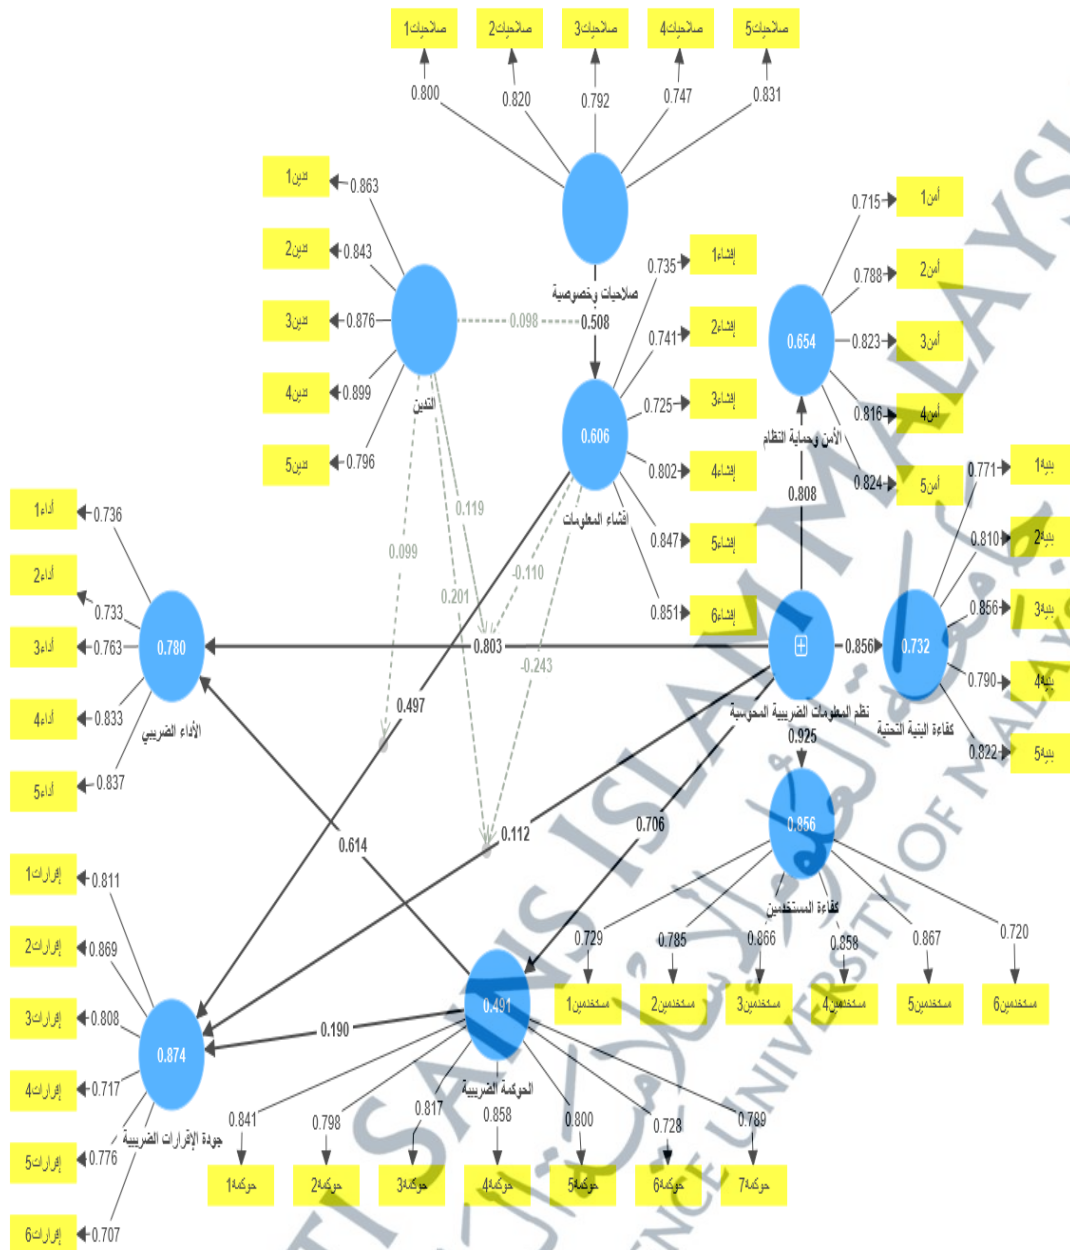 صلاحيات1 صلاحيات2 صلاحيات3 صلاحيات4 صلاحيات5
0.800 0.820 0.792 0.747 0.831
صلاحيات وخصوصية
تدين1 0.863
تدين2 0.843
تدين3 0.876
تدين4 0.899
تدين5 0.796
التدين
0.098
0.508
0.735 إفشاء1
0.741 إفشاء2
0.725 إفشاء3
0.802 إفشاء4
0.847 إفشاء5
0.851 إفشاء6
0.606
افشاء المعلومات
0.715 أمن1
0.788 أمن2
0.823 أمن3
0.816 أمن4
0.824 أمن5
0.654
الأمن وحماية النظام
0.808
0.771 بنية1
0.810 بنية2
0.856 بنية3
0.790 بنية4
0.822 بنية5
0.732
كفاءة البنية التحتية
0.856
نظم المعلومات الضريبية المحوسبة
0.925
0.119
0.099
0.201
-0.110
-0.243
0.803
0.497
0.112
0.706
0.614
0.190
أداء1 0.736
أداء2 0.733
أداء3 0.763
أداء4 0.833
أداء5 0.837
0.780
الأداء الضريبي
0.856
كفاءة المستخدمين
0.729 0.785 0.866 0.858 0.867 0.720
مستخدمين1 مستخدمين2 مستخدمين3 مستخدمين4 مستخدمين5 مستخدمين6
إقرارات1 0.811
إقرارات2 0.869
إقرارات3 0.808
إقرارات4 0.717
إقرارات5 0.776
إقرارات6 0.707
0.874
جودة الإقرارات الضريبية
0.491
الحوكمة الضريبية
0.841 0.798 0.817 0.858 0.800 0.728 0.789
حوكمة1 حوكمة2 حوكمة3 حوكمة4 حوكمة5 حوكمة6 حوكمة7
TI SAINS ISLAM MALAYSI
ENCE UNIVERSITY OF MALAYS